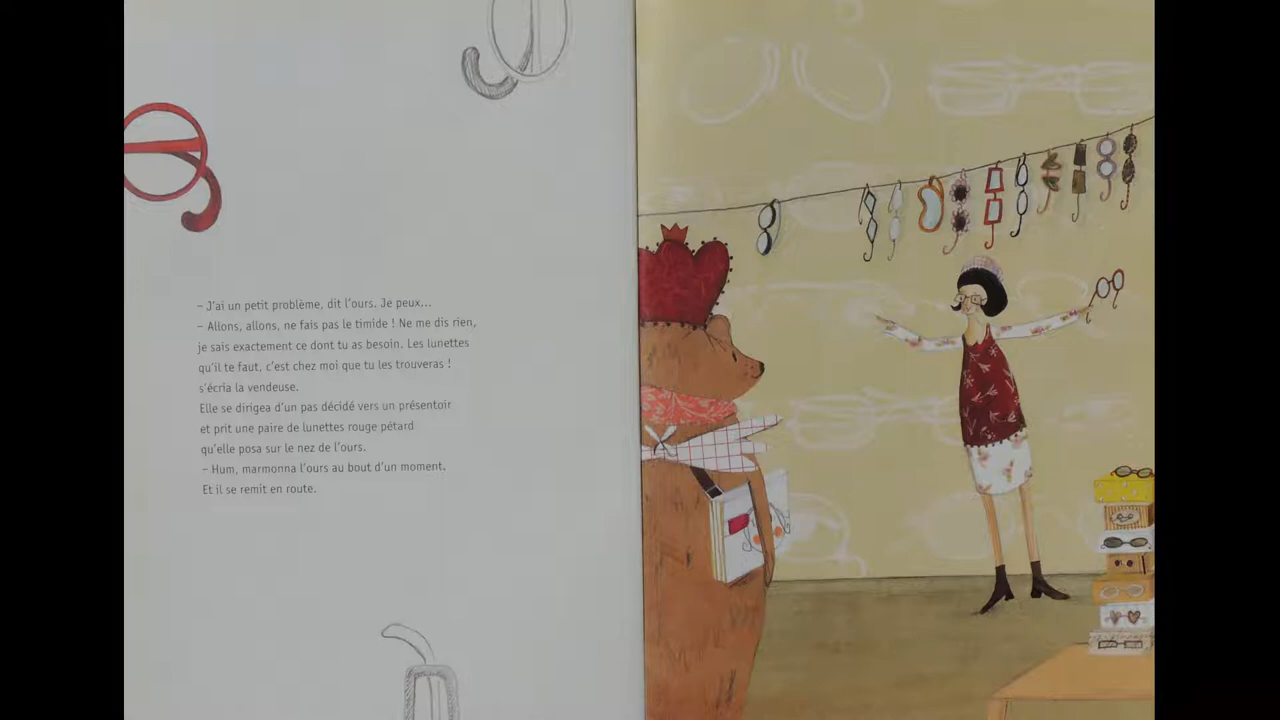 – J'ai un petit problème, dit l'ours. Je peux...
– Allons, allons, ne fais pas le timide ! Ne me dis rien,
je sais exactement ce dont tu as besoin. Les lunettes
qu'il te faut, c'est chez moi que tu les trouveras !
s'écria la vendeuse.
Elle se dirigea d'un pas décidé vers un présentoir
et prit une paire de lunettes rouge pétard
qu'elle posa sur le nez de l'ours.
– Hum, marmonna l'ours au bout d'un moment.
Et il se remit en route.